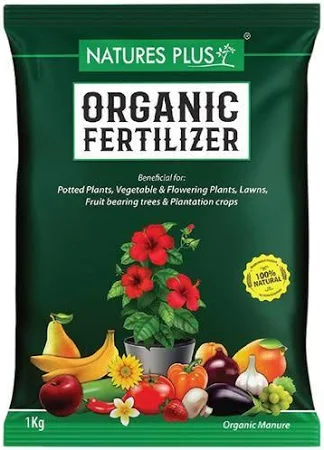 NATURES PLUS
ORGANIC
FERTILIZER
Beneficial for:
Potted Plants, Vegetable & Flowering Plants, Lawns,
Fruit bearing trees & Plantation crops
100%
NATURAL
1Kg
Organic Manure